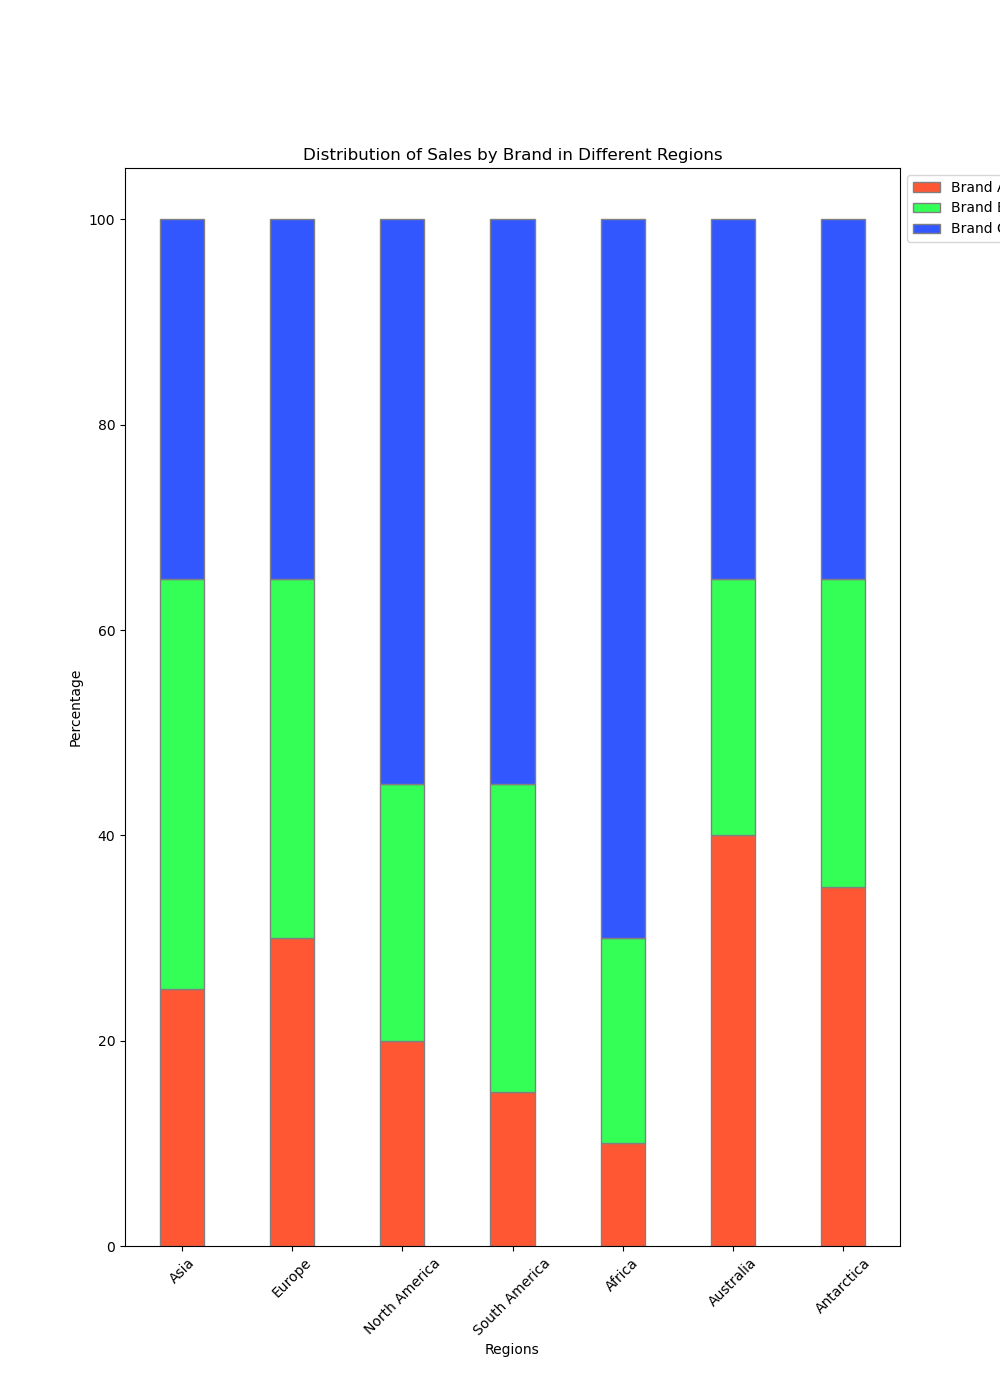 Distribution of Sales by Brand in Different Regions
Brand
Brand
Brand
100
80
60
40
20
0
Percentage
Asia
Europe
North America
South America
Africa
Australia
Antarctica
Regions